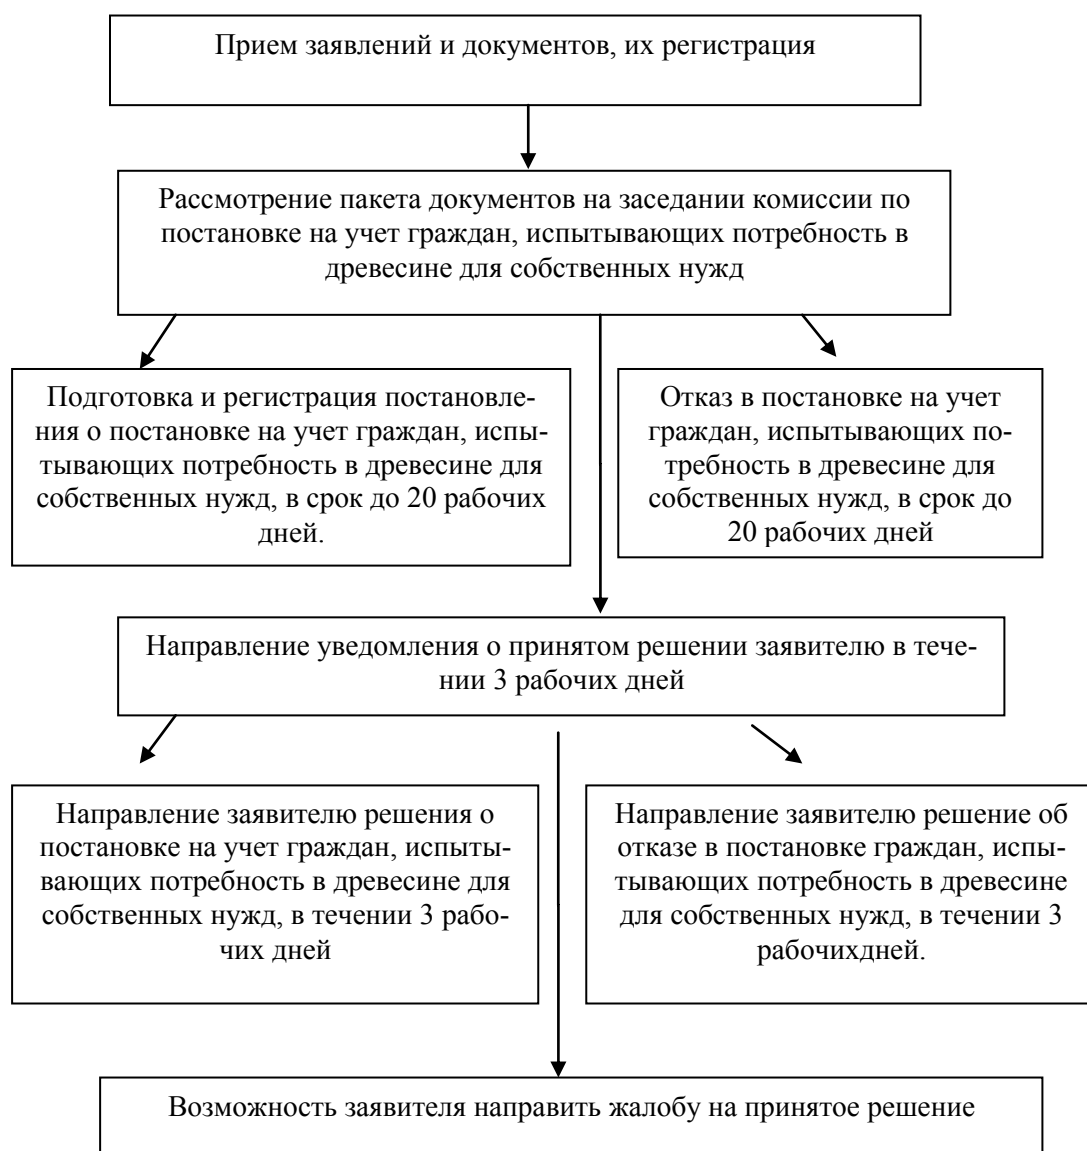 Прием заявлений и документов, их регистрация
Рассмотрение пакета документов на заседании комиссии по
постановке на учет граждан, испытывающих потребность в
древесине для собственных нужд
Подготовка и регистрация постановле-
ния о постановке на учет граждан, испы-
тывающих потребность в древесине для
собственных нужд, в срок до 20 рабочих
дней.
Отказ в постановке на учет
граждан, испытывающих по-
требность в древесине для
собственных нужд, в срок до
20 рабочих дней
Направление уведомления о принятом решении заявителю в тече-
нии 3 рабочих дней
Направление заявителю решения о
постановке на учет граждан, испыты-
вающих потребность в древесине для
собственных нужд, в течении 3 рабо-
чих дней
Направление заявителю решение об
отказе в постановке граждан, испы-
тывающих потребность в древесине
для собственных нужд, в течении 3
рабочихдней.
Возможность заявителя направить жалобу на принятое решение